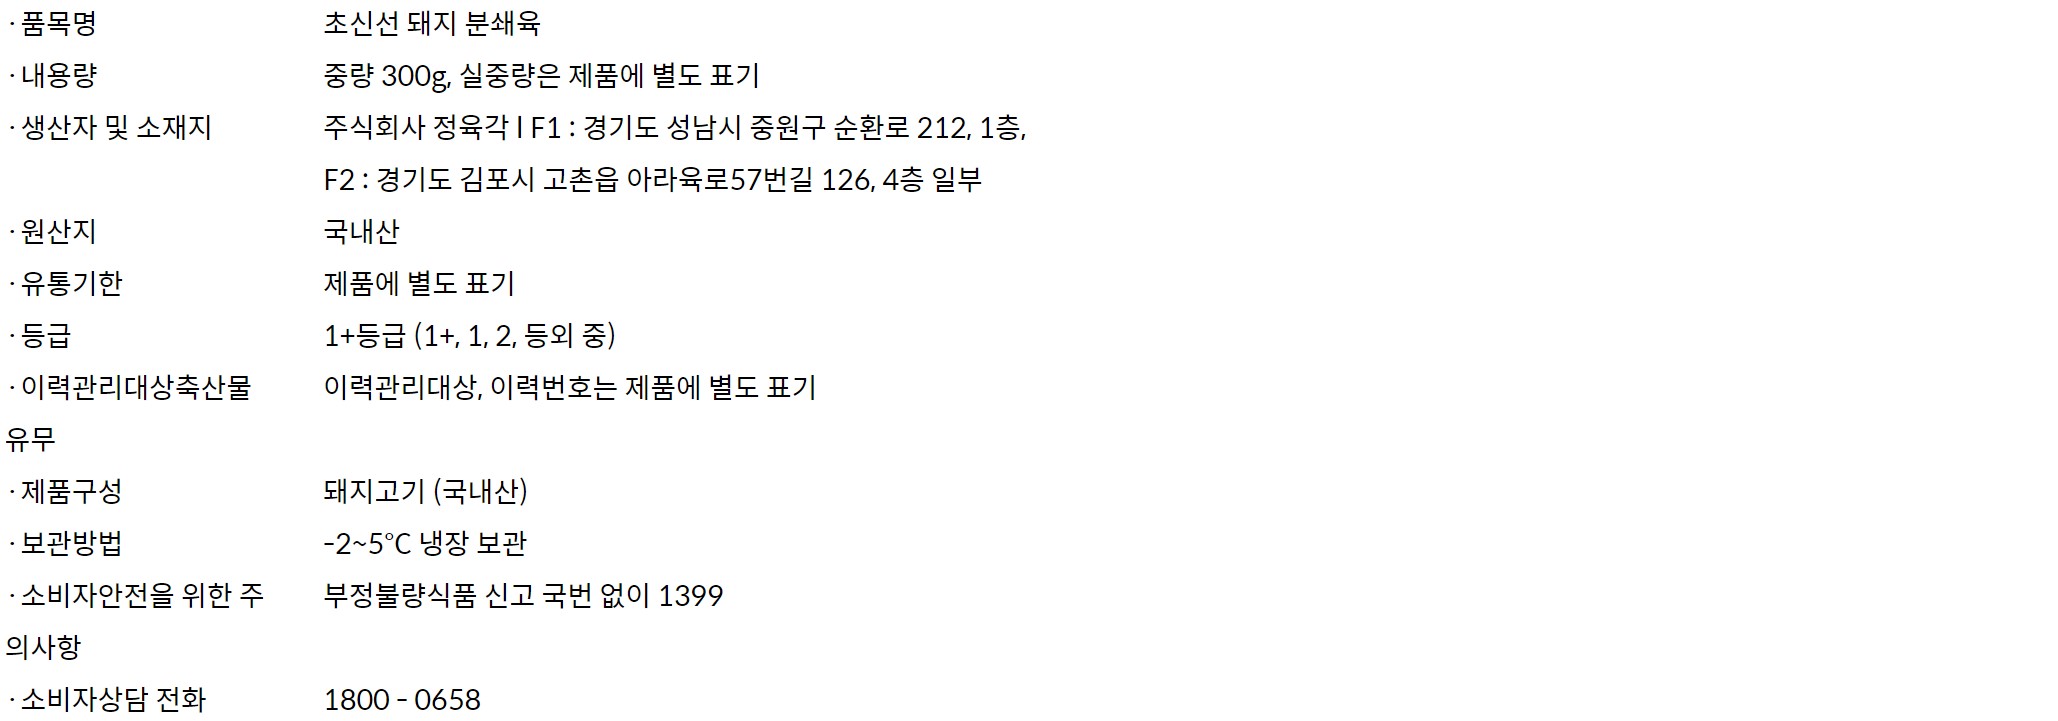 · 품목명 초신선 돼지 분쇄육
· 내용량 중량 300g, 실중량은 제품에 별도 표기
· 생산자 및 소재지 주식회사 정육각 l F1 : 경기도 성남시 중원구 순환로 212, 1층,
F2 : 경기도 김포시 고촌읍 아라육로57번길 126, 4층 일부
· 원산지 국내산
· 유통기한 제품에 별도 표기
· 등급 1+등급 (1+, 1, 2, 등외 중)
· 이력관리대상축산물 이력관리대상, 이력번호는 제품에 별도 표기
유무
· 제품구성 돼지고기 (국내산)
· 보관방법 -2~5℃ 냉장 보관
· 소비자안전을 위한 주 부정불량식품 신고 국번 없이 1399
의사항
· 소비자상담 전화 1800 - 0658